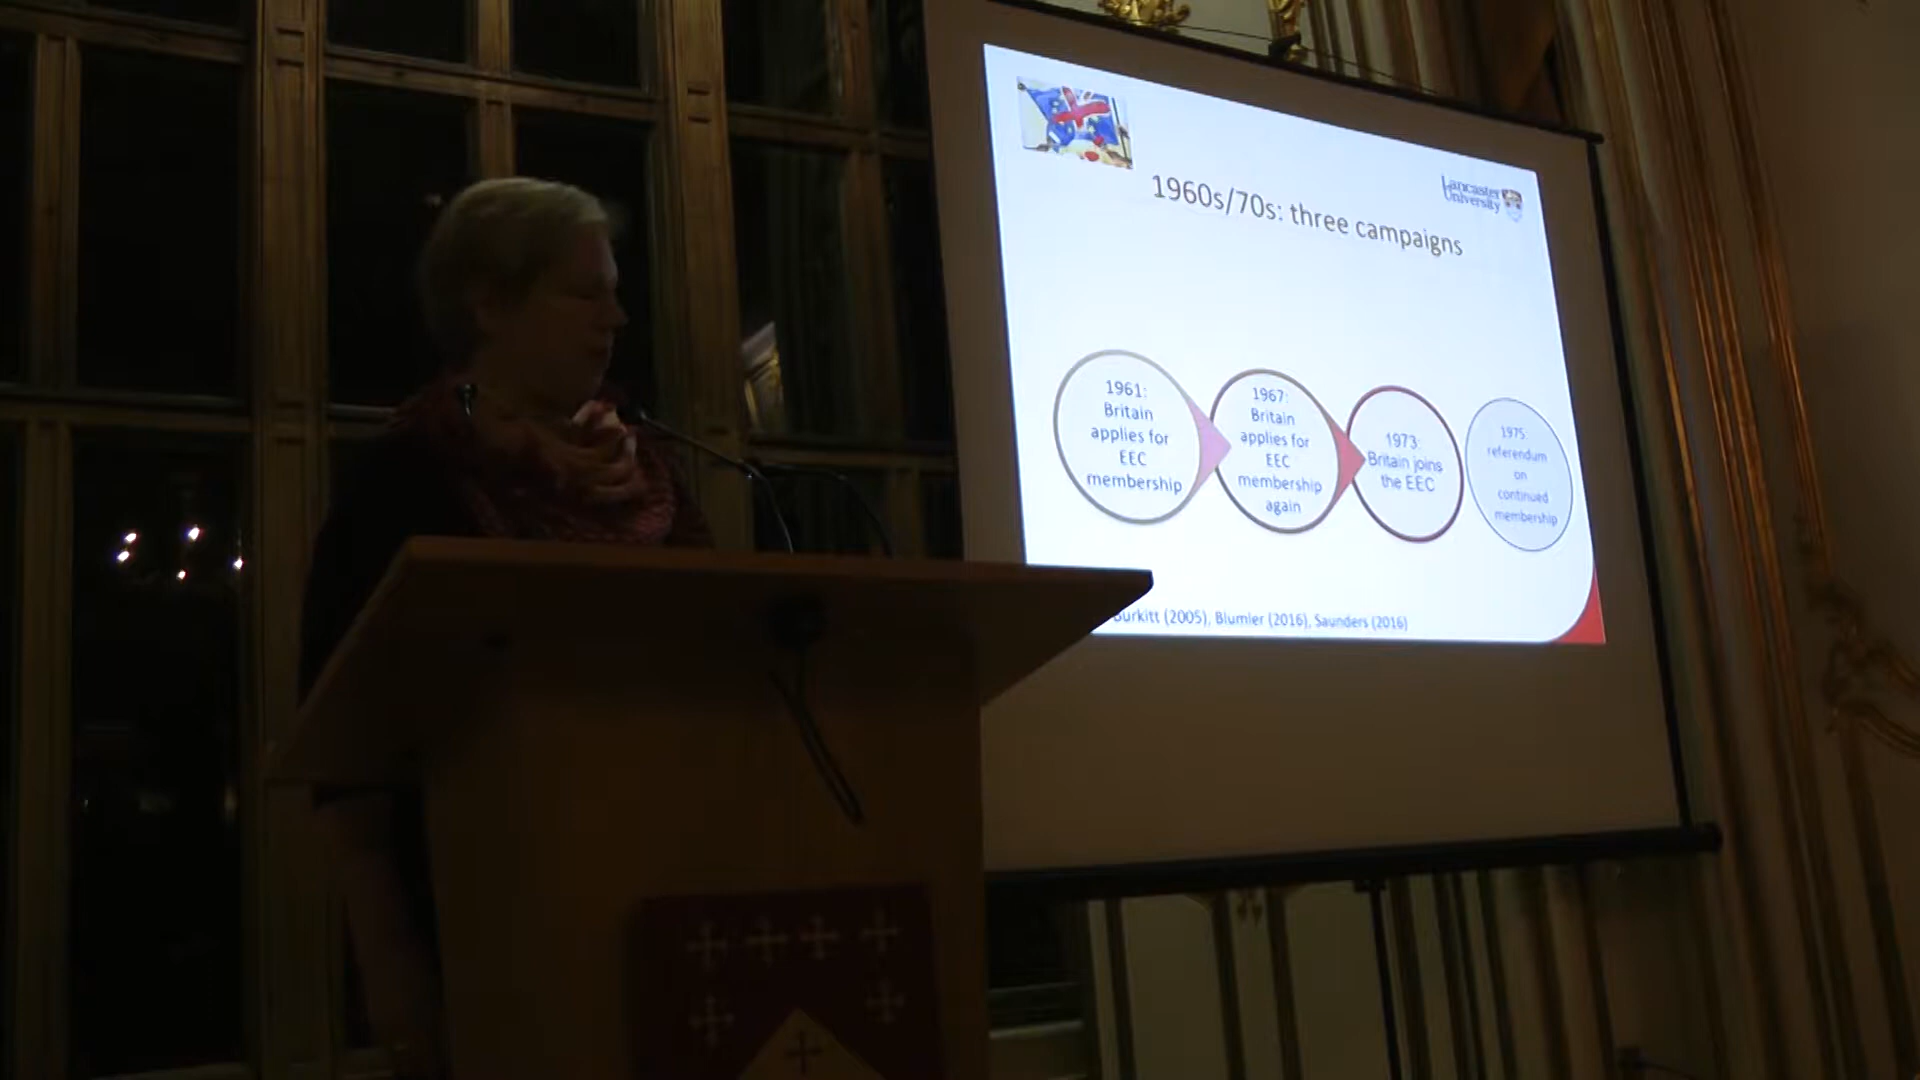 Lancaster
University
1960s/70s: three campaigns
1961:
Britain
applies for
EEC
membership
1967:
Britain
applies for
EEC
membership
again
1973:
Britain joins
the EEC
1975:
referendum
on
continued
membership
Burkitt (2005), Blumler (2016), Saunders (2016)